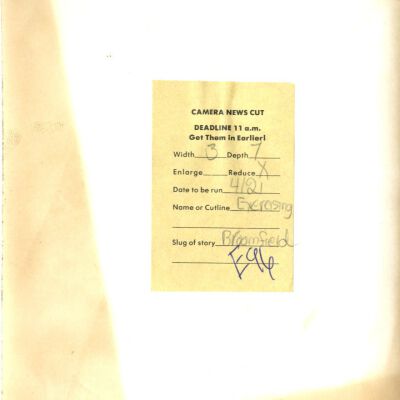 CAMERA NEWS CUT
DEADLINE 11 a.m.
Get Them in Earlier!
Width 3 Depth 7
Enlarge Reduce X
Date to be run 4/21
Name or Cutline Exercising
Slug of story Broomfield
E96